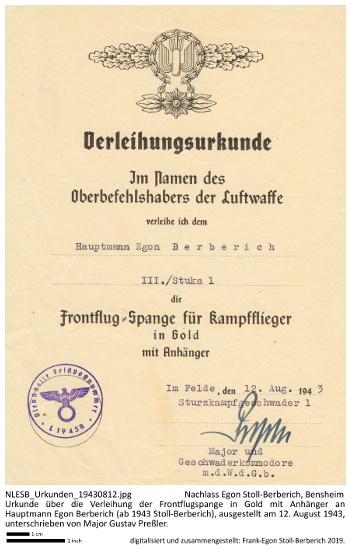 Verleihungsurkunde
Im Namen des
Oberbefehlshabers der Luftwaffe
verleihe ich dem
Hauptmann Egon Berberich
III./Stuka 1
die
Frontflug-Spange für Kampfflieger
in Gold
mit Anhänger
Im Felde, den 12. Aug. 1943
Sturzkampfgeschwader 1
Dienststelle Feldpostnummer
L 19458
Major und
Geschwaderkommodore
m.d.W.d.G.b.
NLESB_Urkunden_19430812.jpg Nachlass Egon Stoll-Berberich, Bensheim
Urkunde über die Verleihung der Frontflugspange in Gold mit Anhänger an
Hauptmann Egon Berberich (ab 1943 Stoll-Berberich), ausgestellt am 12. August 1943,
unterschrieben von Major Gustav Preßler.
1 cm
1 inch
digitalisiert und zusammengestellt: Frank-Egon Stoll-Berberich 2019.